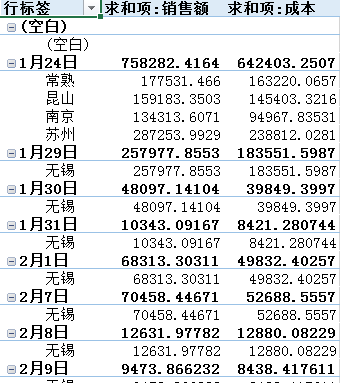 行标签 求和项:销售额 求和项:成本
(空白)
(空白)
1月24日 758282.4164 642403.2507
常熟 177531.466 163220.0657
昆山 159183.3503 145403.3216
南京 134313.6071 94967.83531
苏州 287253.9929 238812.0281
1月29日 257977.8553 183551.5987
无锡 257977.8553 183551.5987
1月30日 48097.14104 39849.3997
无锡 48097.14104 39849.3997
1月31日 10343.09167 8421.280744
无锡 10343.09167 8421.280744
2月1日 68313.30311 49832.40257
无锡 68313.30311 49832.40257
2月7日 70458.44671 52688.5557
无锡 70458.44671 52688.5557
2月8日 12631.97782 12880.08229
无锡 12631.97782 12880.08229
2月9日 9473.866232 8438.417611